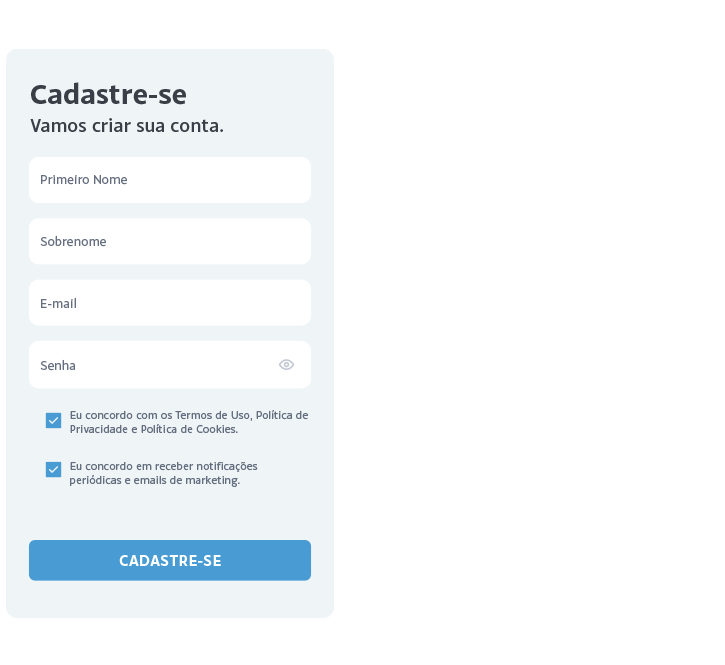 Cadastre-se
Vamos criar sua conta.
Primeiro Nome
Sobrenome
E-mail
Senha
Eu concordo com os Termos de Uso, Política de
Privacidade e Política de Cookies.
Eu concordo em receber notificações
periódicas e emails de marketing.
CADASTRE-SE